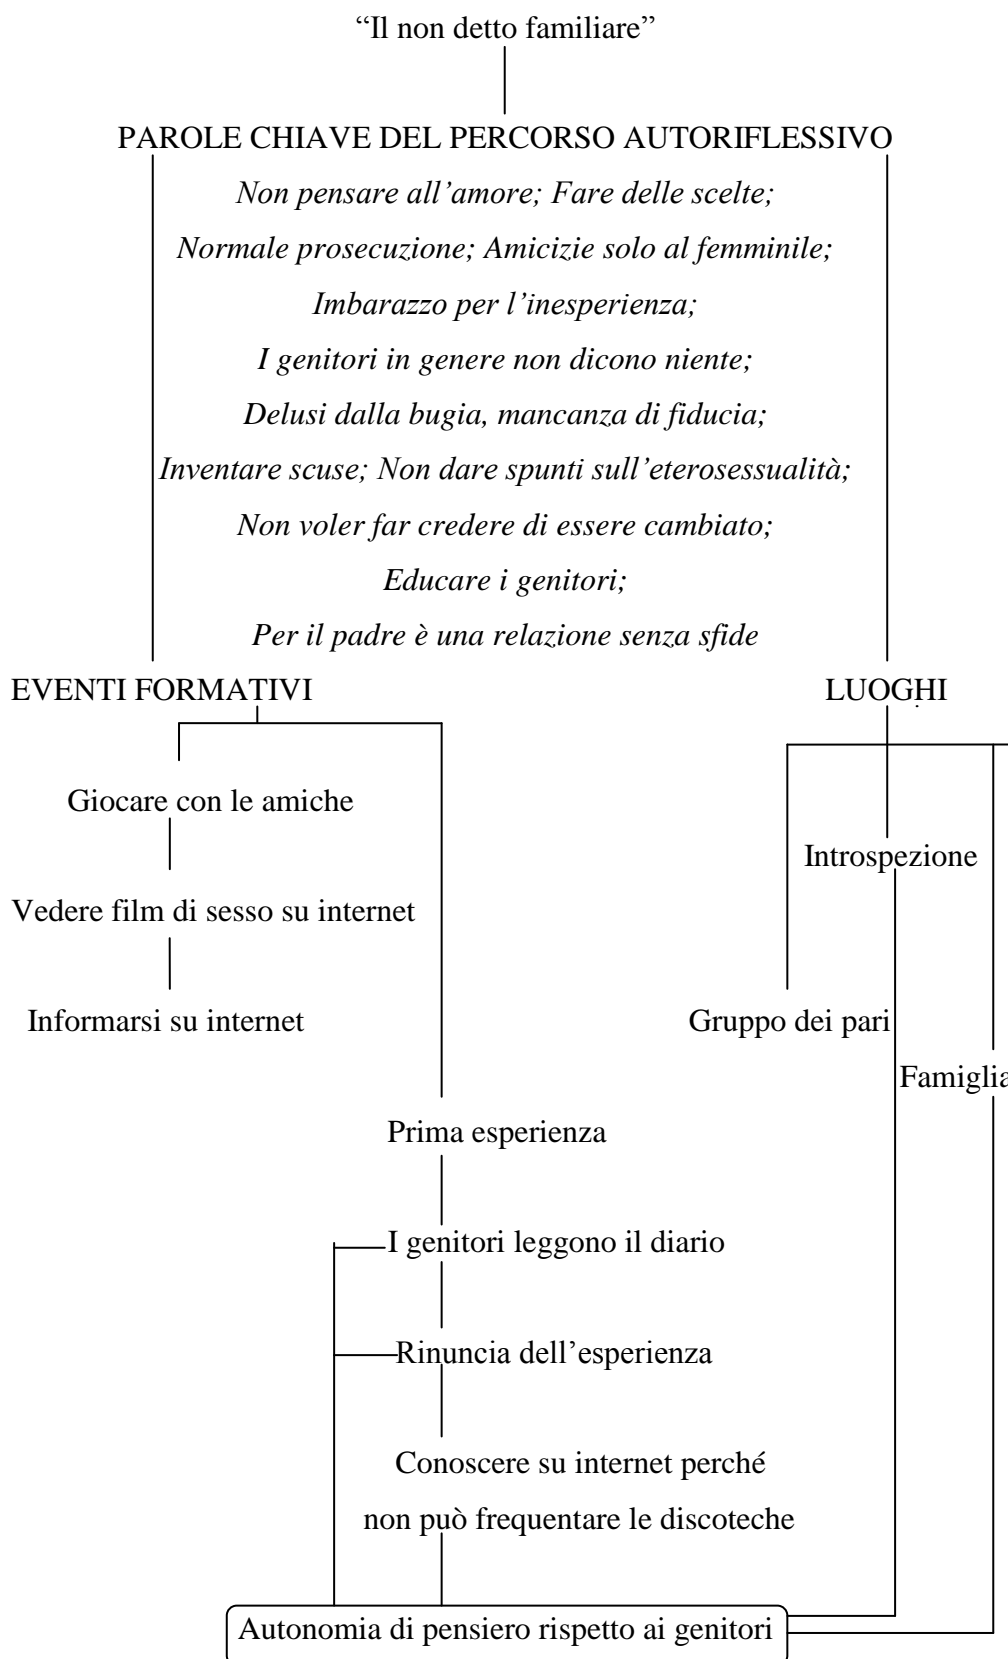 “Il non detto familiare”
PAROLE CHIAVE DEL PERCORSO AUTORIFLESSIVO
Non pensare all’amore; Fare delle scelte;
Normale prosecuzione; Amicizie solo al femminile;
Imbarazzo per l’inesperienza;
I genitori in genere non dicono niente;
Delusi dalla bugia, mancanza di fiducia;
Inventare scuse; Non dare spunti sull’eterosessualità;
Non voler far credere di essere cambiato;
Educare i genitori;
Per il padre è una relazione senza sfide
EVENTI FORMATIVI
LUOGHI
Giocare con le amiche
Introspezione
Vedere film di sesso su internet
Informarsi su internet
Gruppo dei pari
Famiglia
Prima esperienza
I genitori leggono il diario
Rinuncia dell’esperienza
Conoscere su internet perché
non può frequentare le discoteche
Autonomia di pensiero rispetto ai genitori